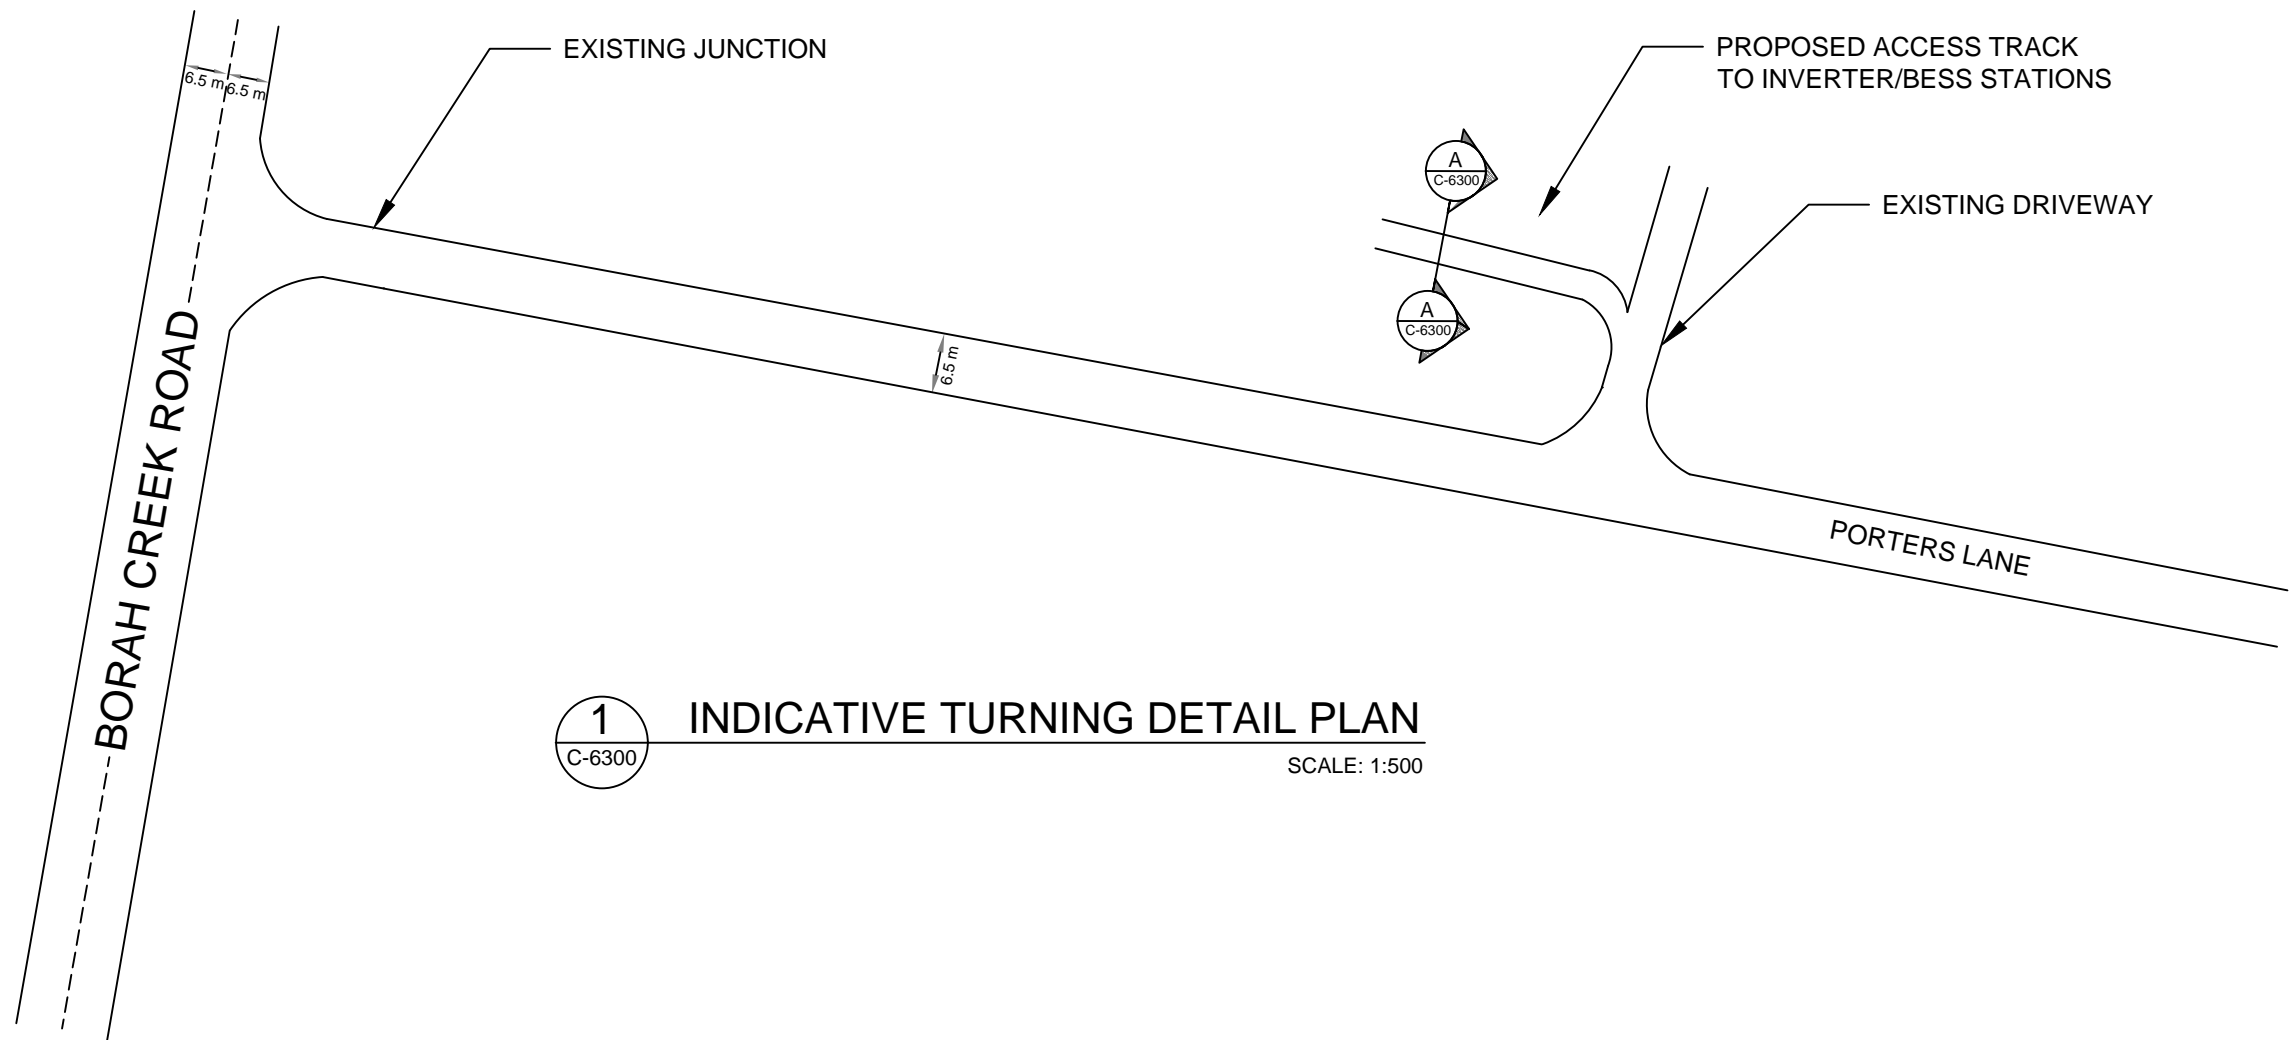 EXISTING JUNCTION
PROPOSED ACCESS TRACK
TO INVERTER/BESS STATIONS
6.5 m
6.5 m
A
C-6300
EXISTING DRIVEWAY
A
C-6300
6.5 m
BORAH CREEK ROAD
PORTERS LANE
1
C-6300
INDICATIVE TURNING DETAIL PLAN
SCALE: 1:500